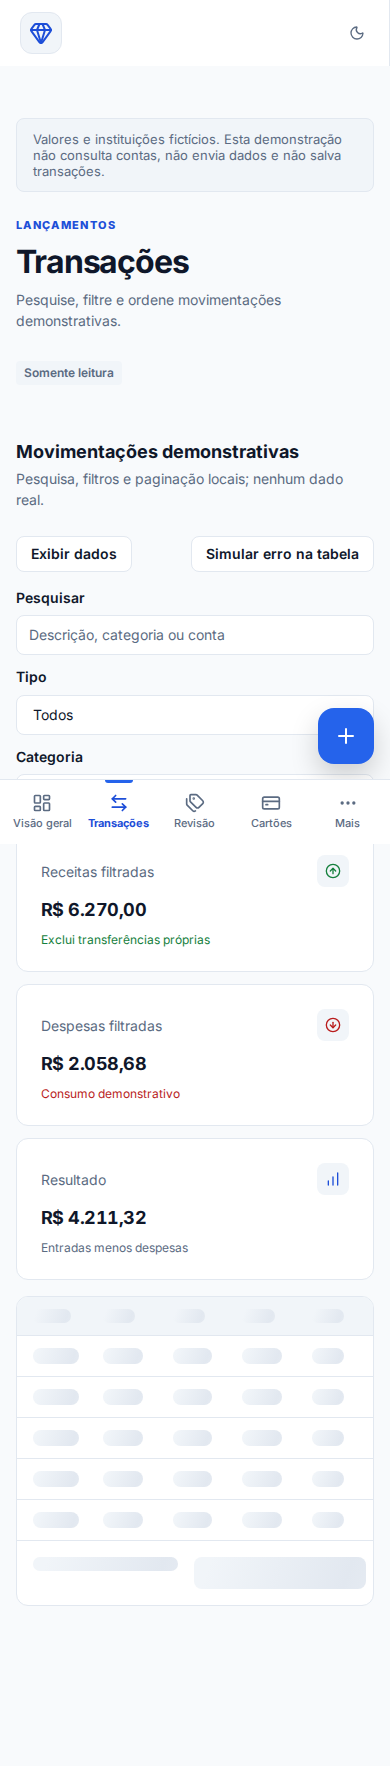 Valores e instituições fictícios. Esta demonstração
não consulta contas, não envia dados e não salva
transações.
LANÇAMENTOS
Transações
Pesquise, filtre e ordene movimentações
demonstrativas.
Somente leitura
Movimentações demonstrativas
Pesquisa, filtros e paginação locais; nenhum dado
real.
Exibir dados
Simular erro na tabela
Pesquisar
Descrição, categoria ou conta
Tipo
Todos
Categoria
Visão geral
Transações
Revisão
Cartões
Mais
Receitas filtradas
R$ 6.270,00
Exclui transferências próprias
Despesas filtradas
R$ 2.058,68
Consumo demonstrativo
Resultado
R$ 4.211,32
Entradas menos despesas